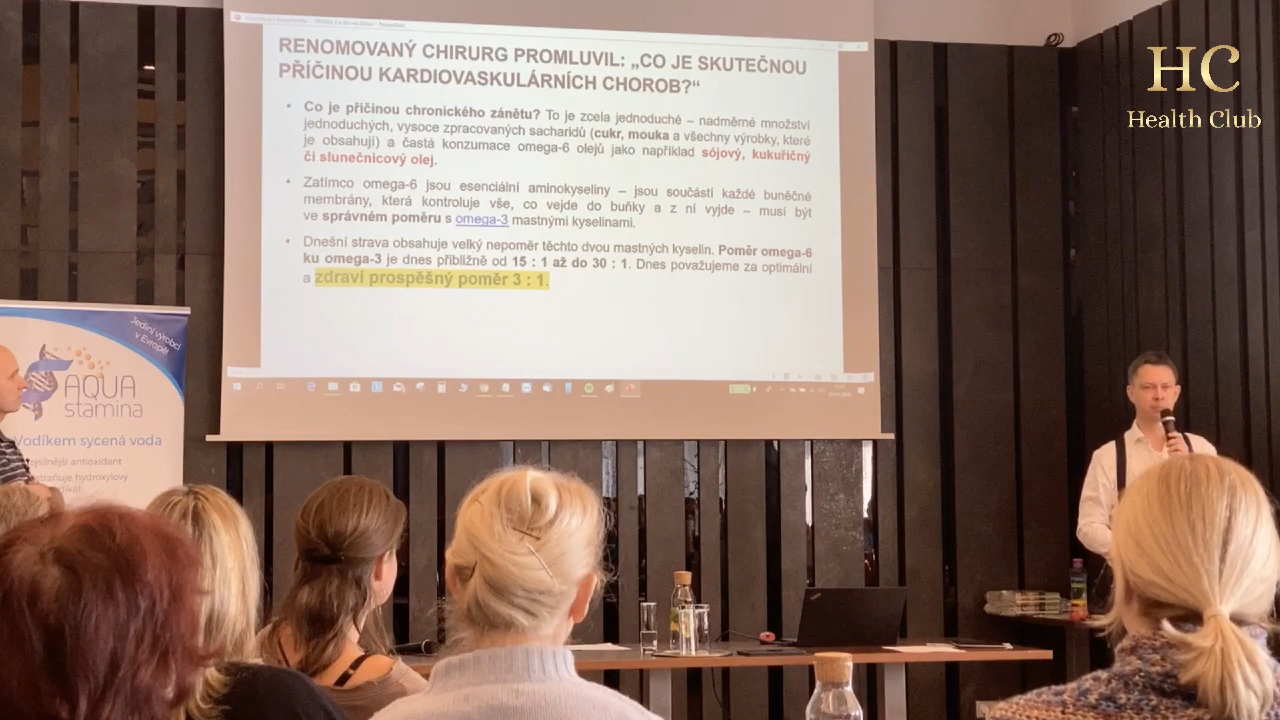 RENOMOVANÝ CHIRURG PROMLUVIL: „CO JE SKUTEČNOU
PŘÍČINOU KARDIOVASKULÁRNÍCH CHOROB?“
• Co je příčinou chronického zánětu? To je zcela jednoduché – nadměrné množství
jednoduchých, vysoce zpracovaných sacharidů (cukr, mouka a všechny výrobky, které
je obsahují) a častá konzumace omega-6 olejů jako například sójový, kukuřičný
či slunečnicový olej.
• Zatímco omega-6 jsou esenciální aminokyseliny – jsou součástí každé buněčné
membrány, která kontroluje vše, co vejde do buňky a z ní vyjde – musí být
ve správném poměru s omega-3 mastnými kyselinami.
• Dnešní strava obsahuje velký nepoměr těchto dvou mastných kyselin. Poměr omega-6
ku omega-3 je dnes přibližně od 15 : 1 až do 30 : 1. Dnes považujeme za optimální
a zdraví prospěšný poměr 3 : 1.
HC
Health Club
Jediní výrobci
v Evropě!
AQUA
stamina
Vodíkem sycená voda
antioxidant
hydroxylový